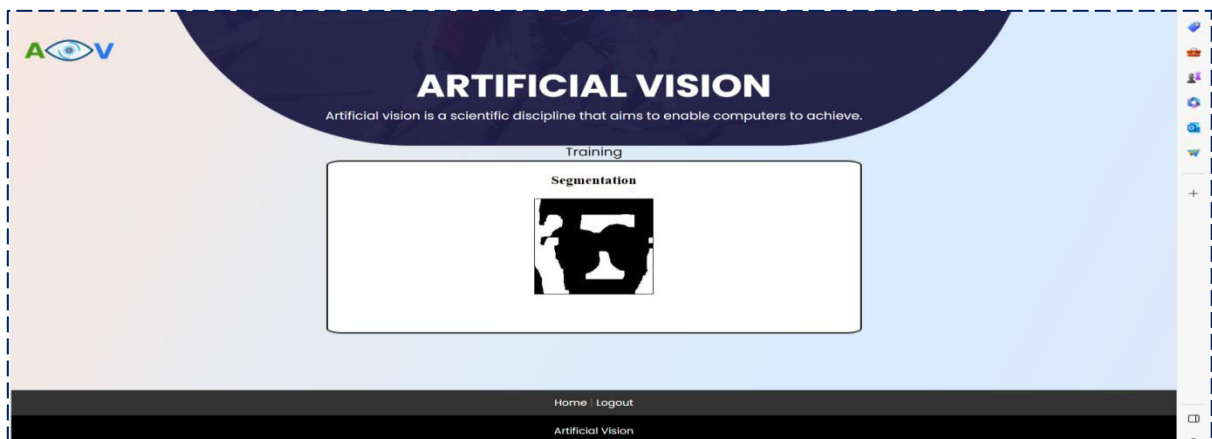 A V
ARTIFICIAL VISION
Artificial vision is a scientific discipline that aims to enable computers to achieve.
Training
Segmentation
Home | Logout
Artificial Vision